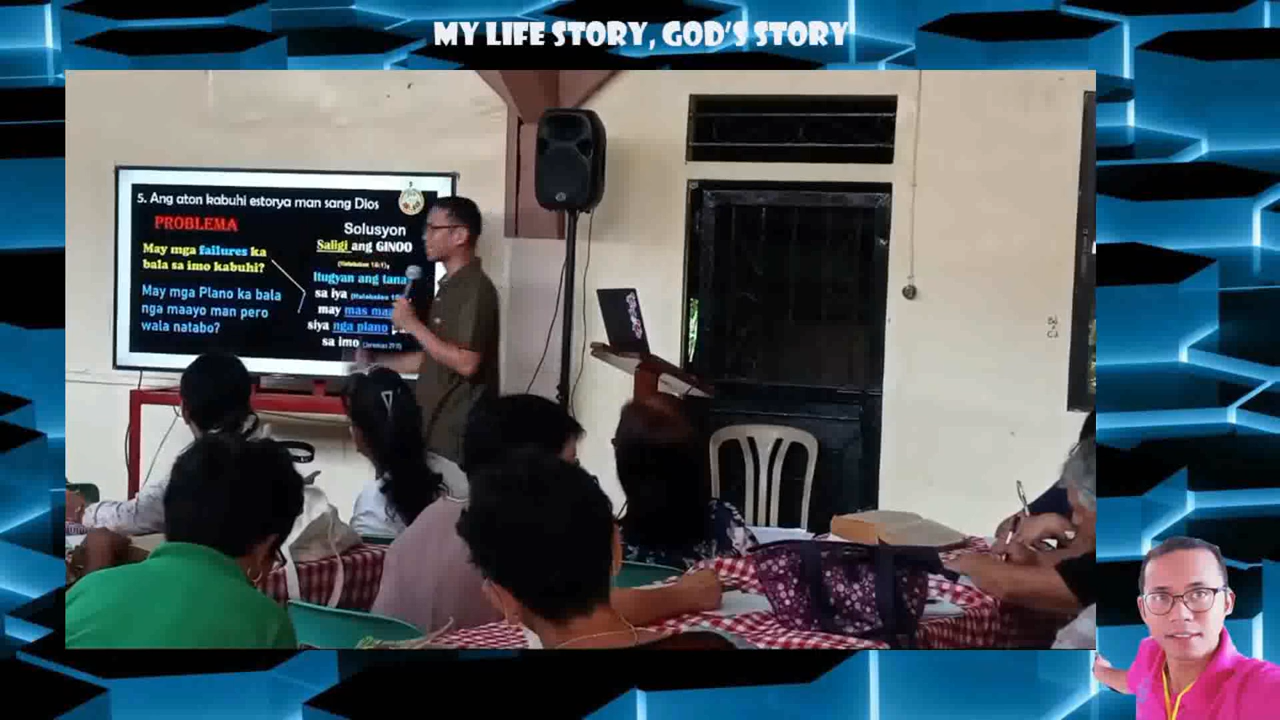 MY LIFE STORY, GOD'S STORY
5. Ang aton kabuhi estorya man sang Dios
PROBLEMA
May mga failures ka
bala sa imo kabuhi?
May mga Plano ka bala
nga maayo man pero
wala natabo?
Solusyon
Saligi ang GINOO
Itugyan ang tana
sa iya
may mas ma
siya nga plano
sa imo